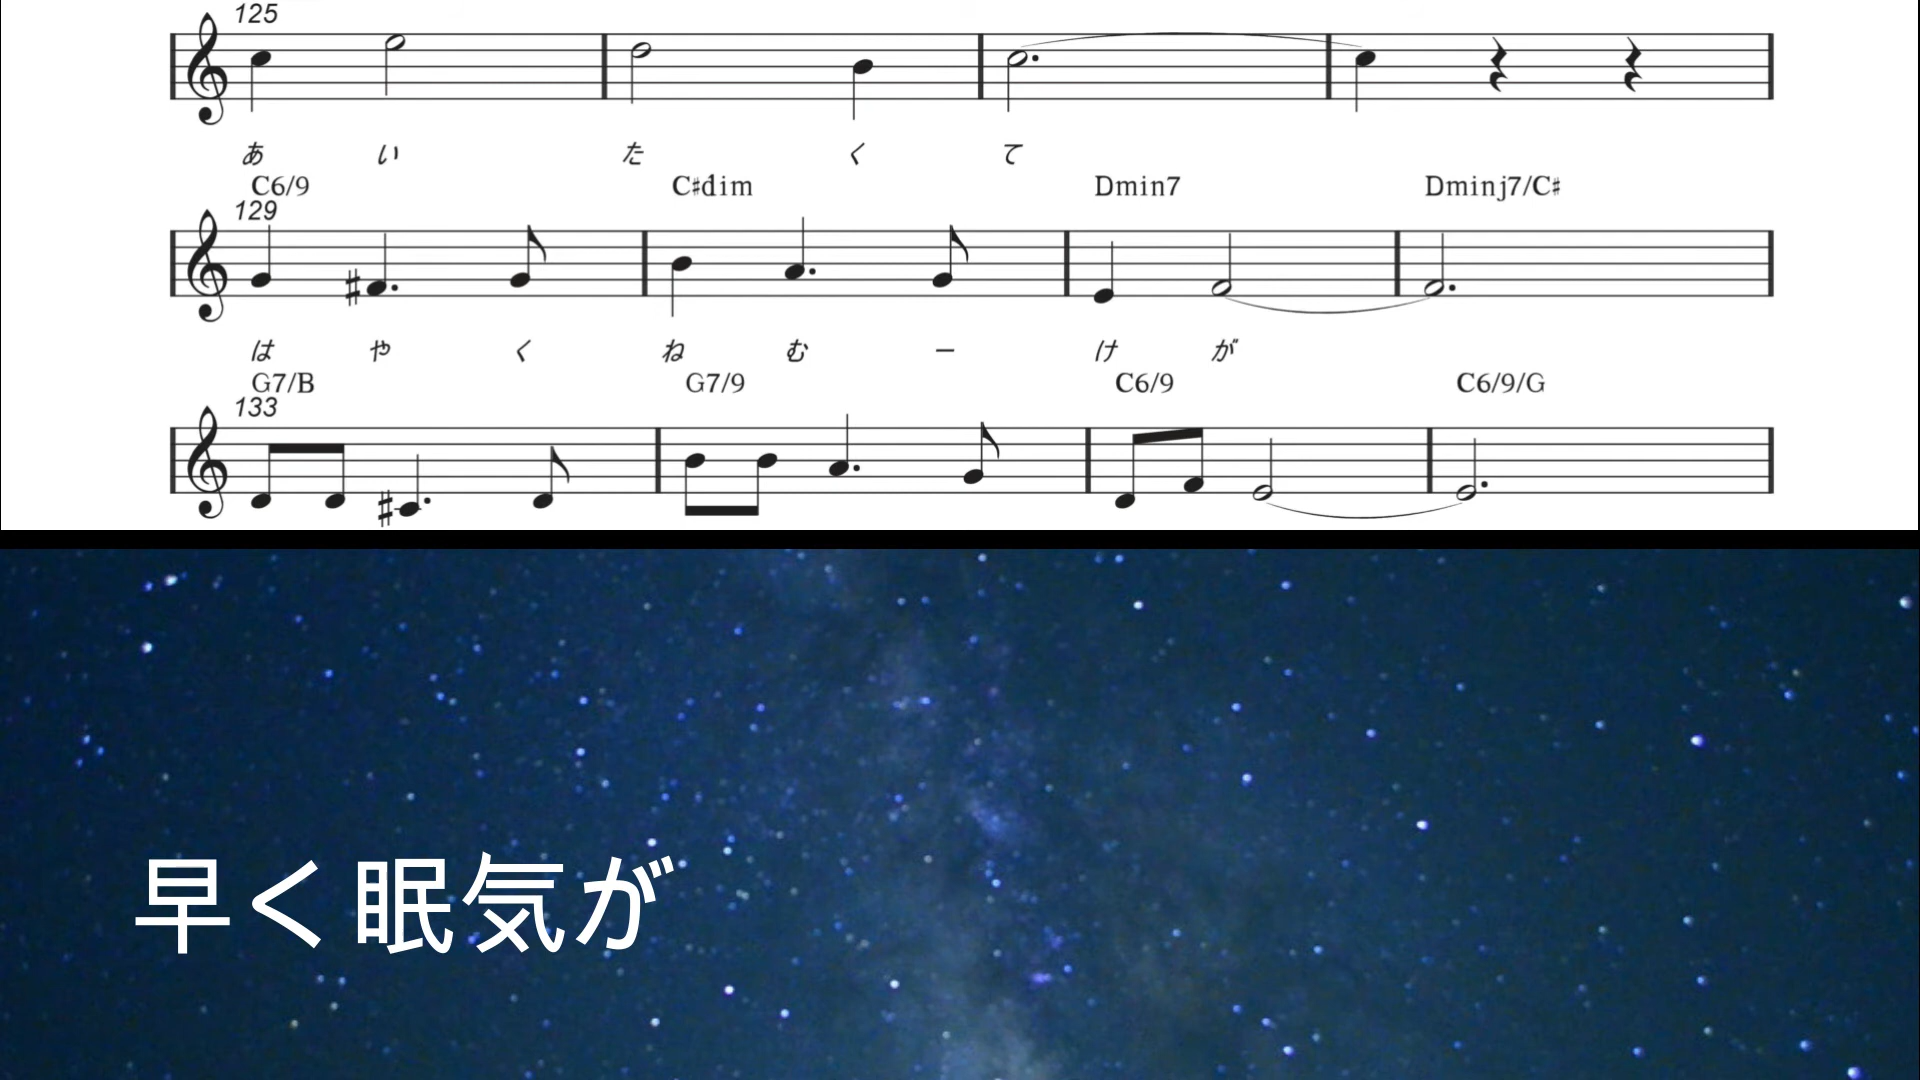 125
あ い た く て
C6/9 C#dim Dmin7 Dminj7/C#
129
は や く ね む ー け が
G7/B G7/9 C6/9 C6/9/G
133
早く眠気が